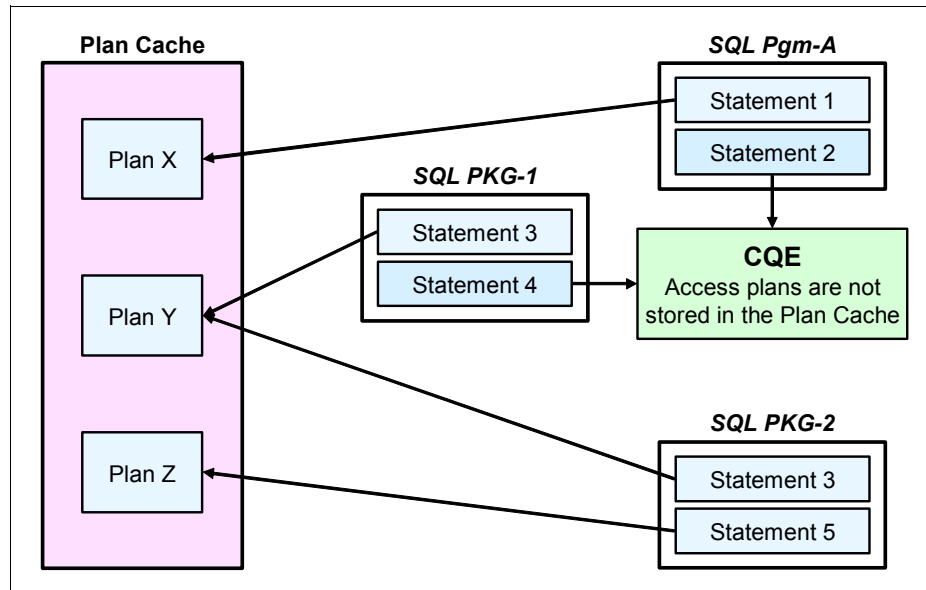 Plan Cache
Plan X
Plan Y
Plan Z
SQL Pgm-A
Statement 1
Statement 2
SQL PKG-1
Statement 3
Statement 4
CQE
Access plans are not
stored in the Plan Cache
SQL PKG-2
Statement 3
Statement 5